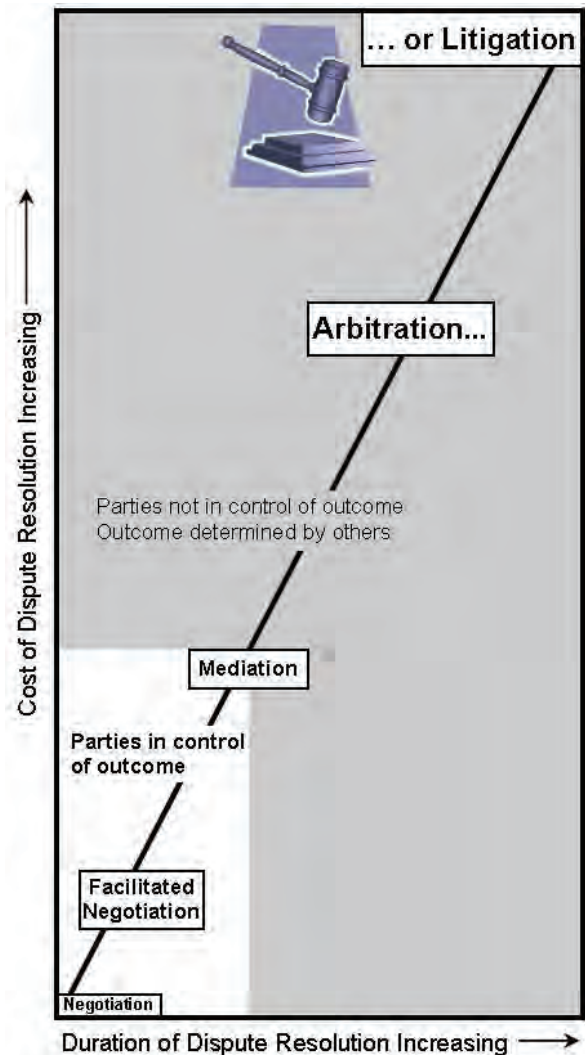 … or Litigation
Arbitration...
Parties not in control of outcome
Outcome determined by others
Mediation
Parties in control
of outcome
Facilitated
Negotiation
Negotiation
Cost of Dispute Resolution Increasing
Duration of Dispute Resolution Increasing